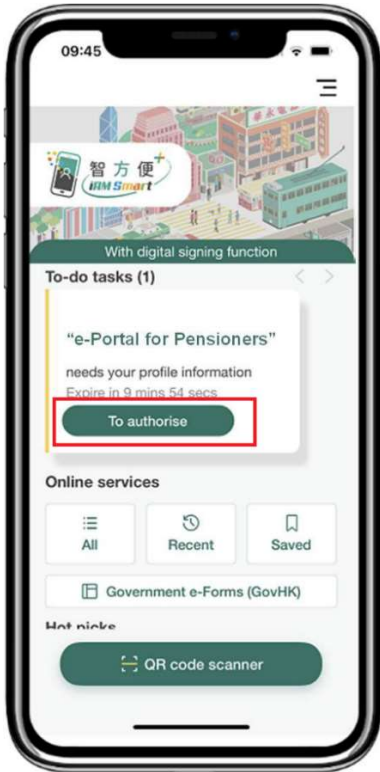 09:45
智方便+
iAM Smart
With digital signing function
To-do tasks (1)
“e-Portal for Pensioners”
needs your profile information
Expire in 9 mins 54 secs
To authorise
Online services
All
Recent
Saved
Government e-Forms (GovHK)
Hot picks
QR code scanner